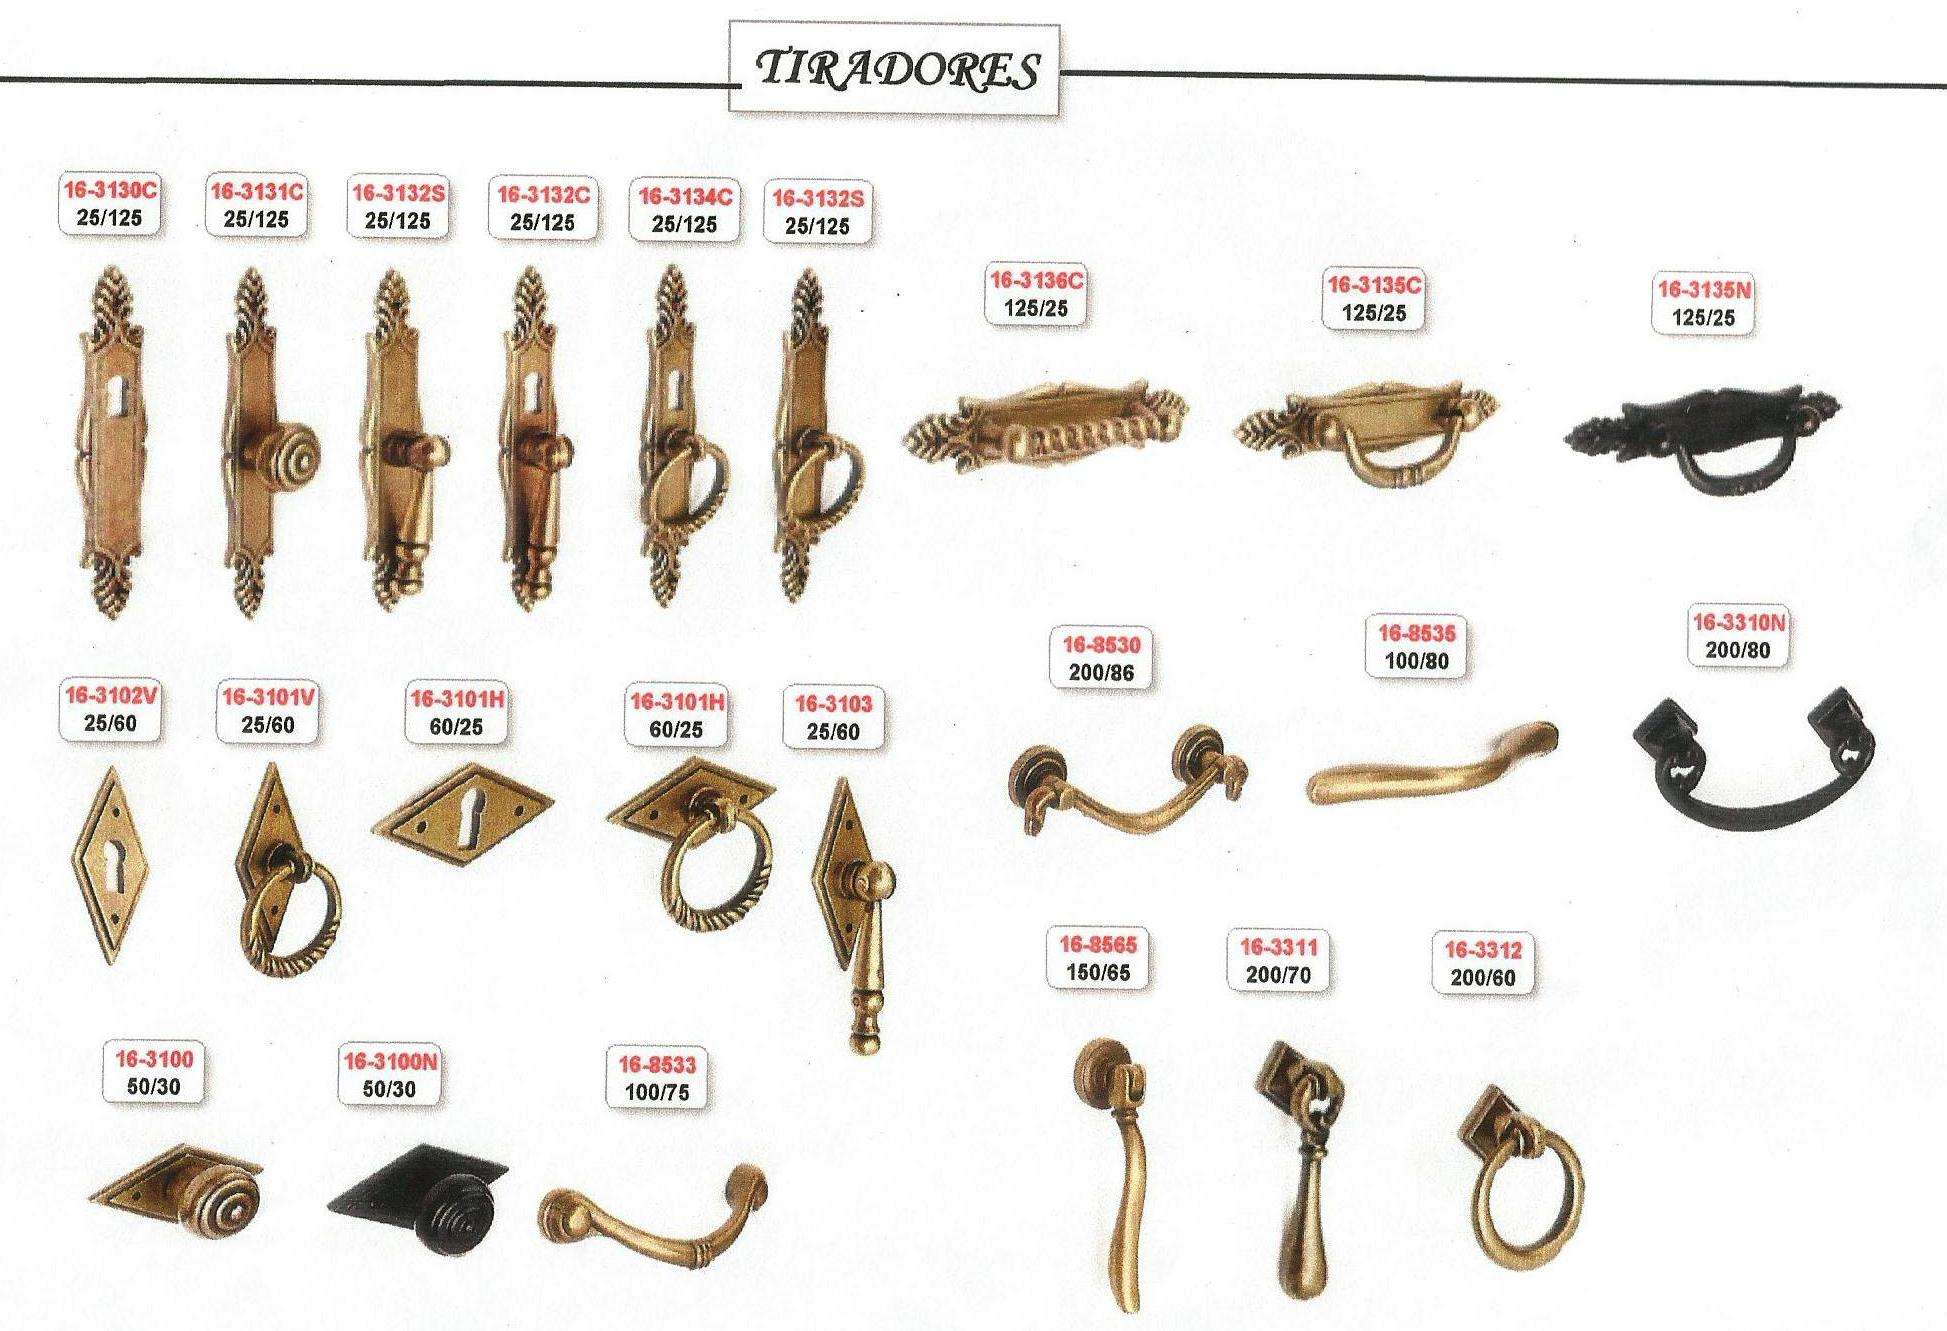 TIRADORES
16-3130C
25/125
16-3131C
25/125
16-3132S
25/125
16-3132C
25/125
16-3134C
25/125
16-3132S
25/125
16-3136C
125/25
16-3135C
125/25
16-3135N
125/25
16-8530
200/86
16-8535
100/80
16-3310N
200/80
16-3102V
25/60
16-3101V
25/60
16-3101H
60/25
16-3101H
60/25
16-3103
25/60
16-8565
150/65
16-3311
200/70
16-3312
200/60
16-3100
50/30
16-3100N
50/30
16-8533
100/75